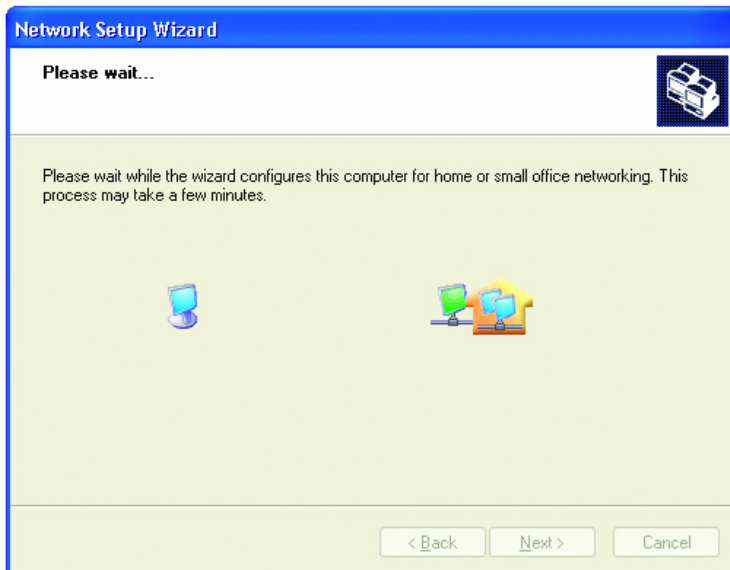 Network Setup Wizard
Please wait...
Please wait while the wizard configures this computer for home or small office networking. This
process may take a few minutes.
< Back Next > Cancel